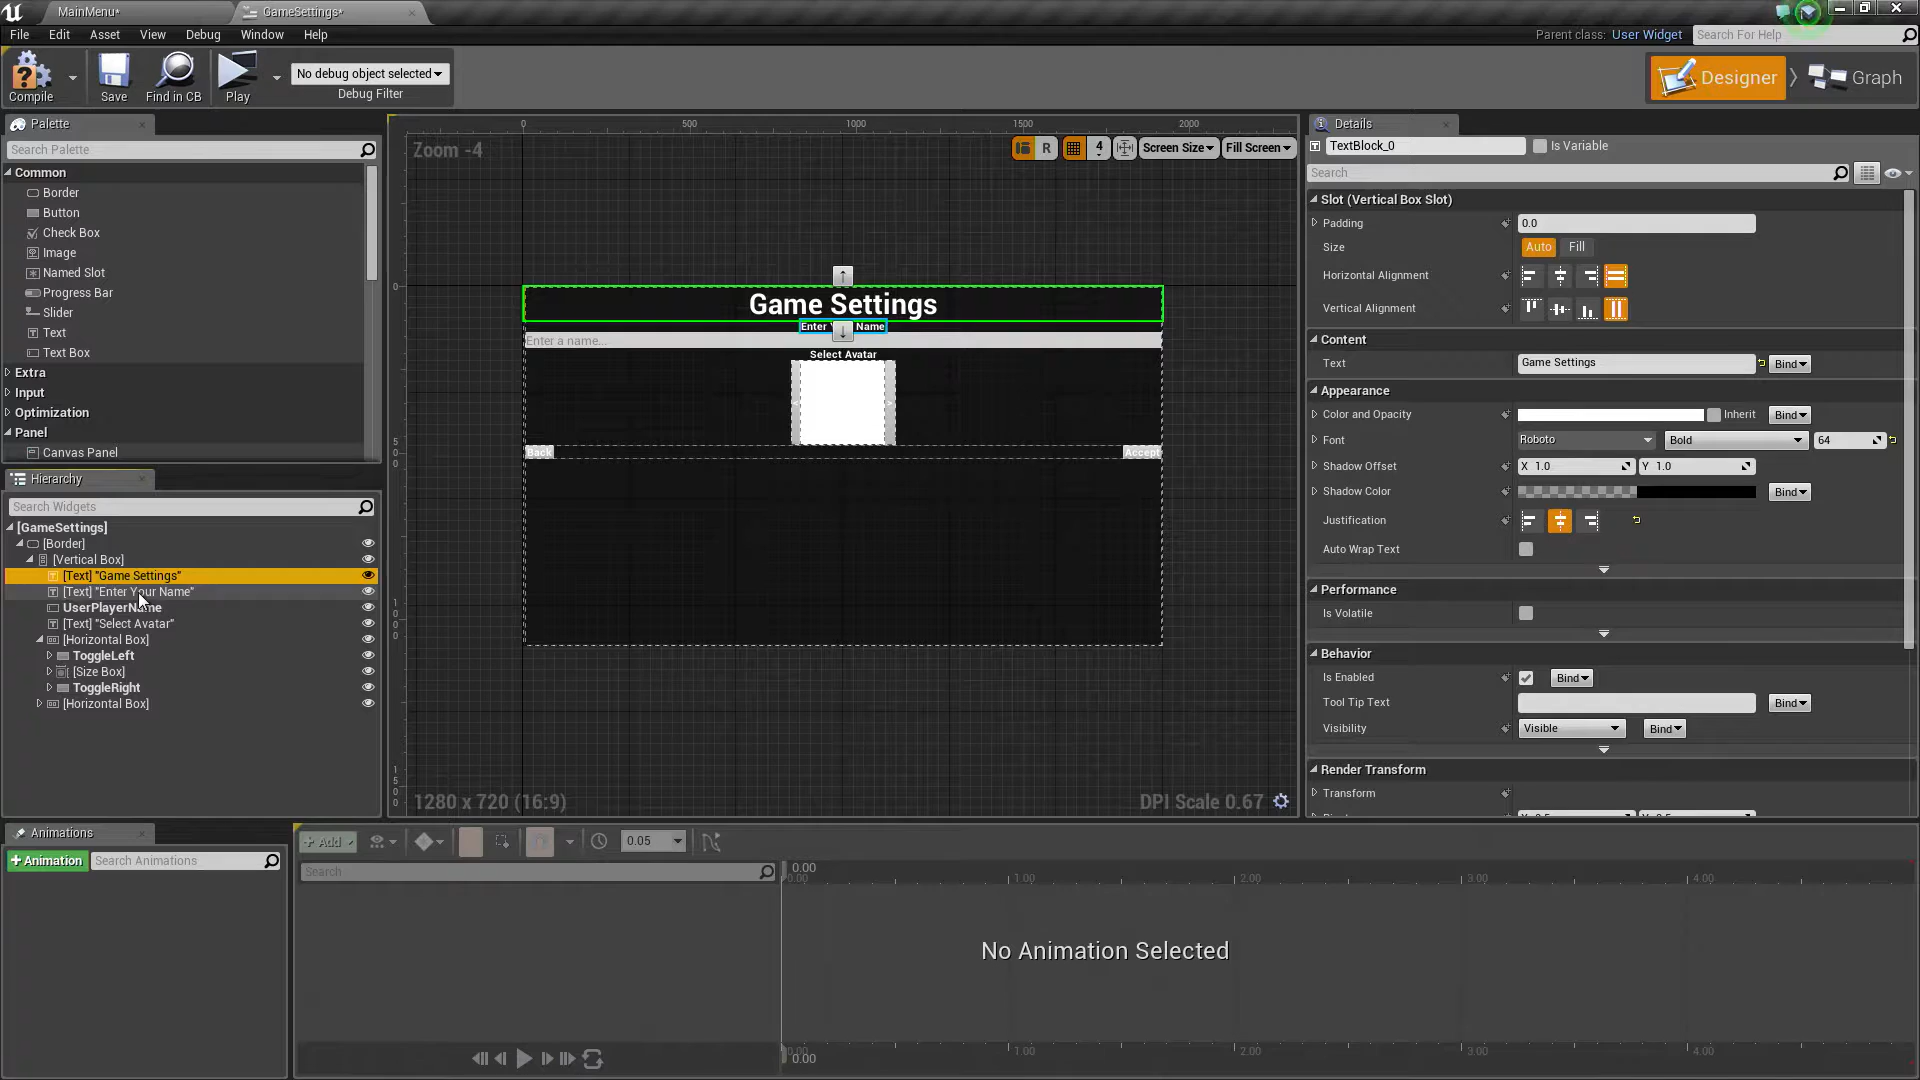 MainMenu*
GameSettings*
File Edit Asset View Debug Window Help
Parent class: User Widget
Search For Help
Compile
Save
Find in CB
Play
No debug object selected
Debug Filter
Designer
Graph
Palette
Search Palette
Common
Border
Button
Check Box
Image
Named Slot
Progress Bar
Slider
Text
Text Box
Extra
Input
Optimization
Panel
Canvas Panel
Hierarchy
Search Widgets
[GameSettings]
[Border]
[Vertical Box]
[Text] "Game Settings"
[Text] "Enter Your Name"
UserPlayerName
[Text] "Select Avatar"
[Horizontal Box]
ToggleLeft
[Size Box]
ToggleRight
[Horizontal Box]
0 500 1000 1500 2000
Zoom -4
R
4
Screen Size
Fill Screen
Game Settings
Enter Name
Enter a name...
Select Avatar
Back
Accept
1280 x 720 (16:9)
DPI Scale 0.67
Details
TextBlock_0
Is Variable
Search
Slot (Vertical Box Slot)
Padding 0.0
Size Auto Fill
Horizontal Alignment
Vertical Alignment
Content
Text Game Settings Bind
Appearance
Color and Opacity Inherit Bind
Font Roboto Bold 64
Shadow Offset X 1.0 Y 1.0
Shadow Color Bind
Justification
Auto Wrap Text
Performance
Is Volatile
Behavior
Is Enabled Bind
Tool Tip Text Bind
Visibility Visible Bind
Render Transform
Transform
Animations
+Animation
Search Animations
+ Add
0.05
Search
0.00
0.00 1.00 2.00 3.00 4.00
No Animation Selected
0.00 1.00 2.00 3.00 4.00
0.00